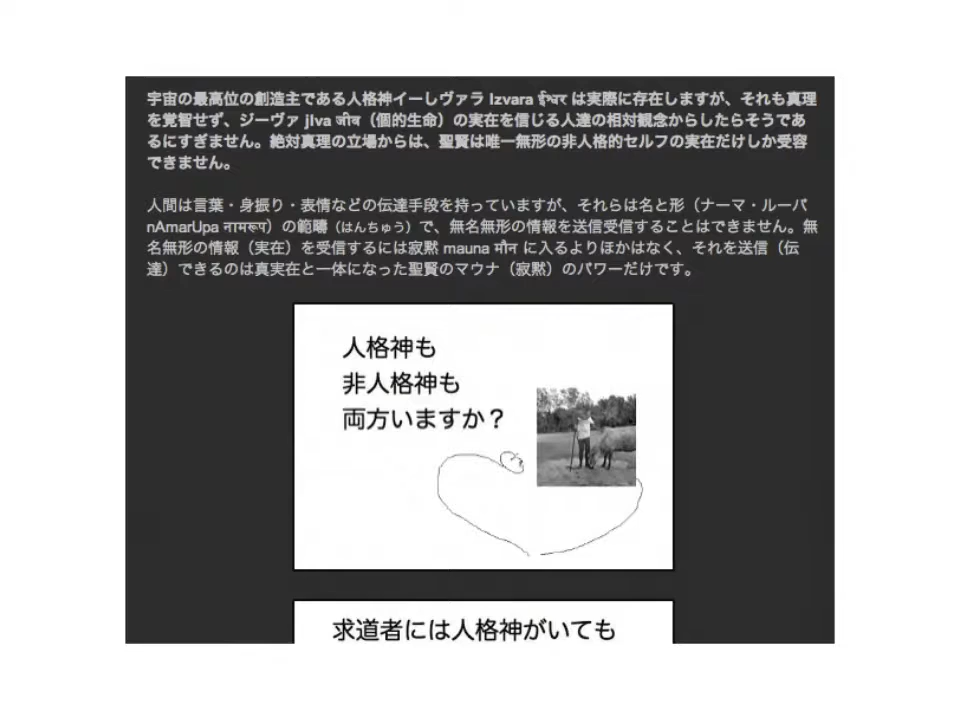 宇宙の最高位の創造主である人格神イーしヴァラ Izvara ईश्वर は実際に存在しますが、それも真理
を覚智せず、ジーヴァ jIva जीव（個的生命）の実在を信じる人達の相対観念からしたらそうであ
るにすぎません。絶対真理の立場からは、聖賢は唯一無形の非人格的セルフの実在だけしか受容
できません。
人間は言葉・身振り・表情などの伝達手段を持っていますが、それらは名と形（ナーマ・ルーパ
nAmarUpa नामरूप）の範疇（はんちゅう）で、無名無形の情報を送信受信することはできません。無
名無形の情報（実在）を受信するには寂黙 mauna मौन に入るよりほかはなく、それを送信（伝
達）できるのは真実在と一体になった聖賢のマウナ（寂黙）のパワーだけです。
人格神も
非人格神も
両方いますか？
求道者には人格神がいても